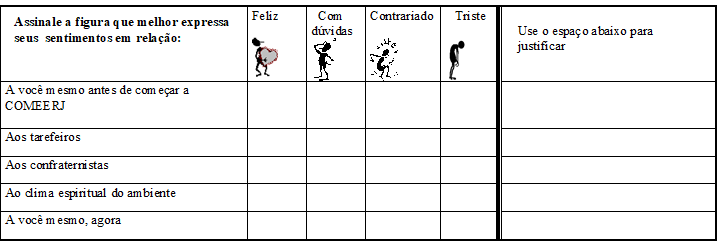 Assinale a figura que melhor expressa
seus sentimentos em relação:
Feliz
Com
dúvidas
Contrariado
Triste
Use o espaço abaixo para
justificar
A você mesmo antes de começar a
COMEERJ
Aos tarefeiros
Aos confraternistas
Ao clima espiritual do ambiente
A você mesmo, agora